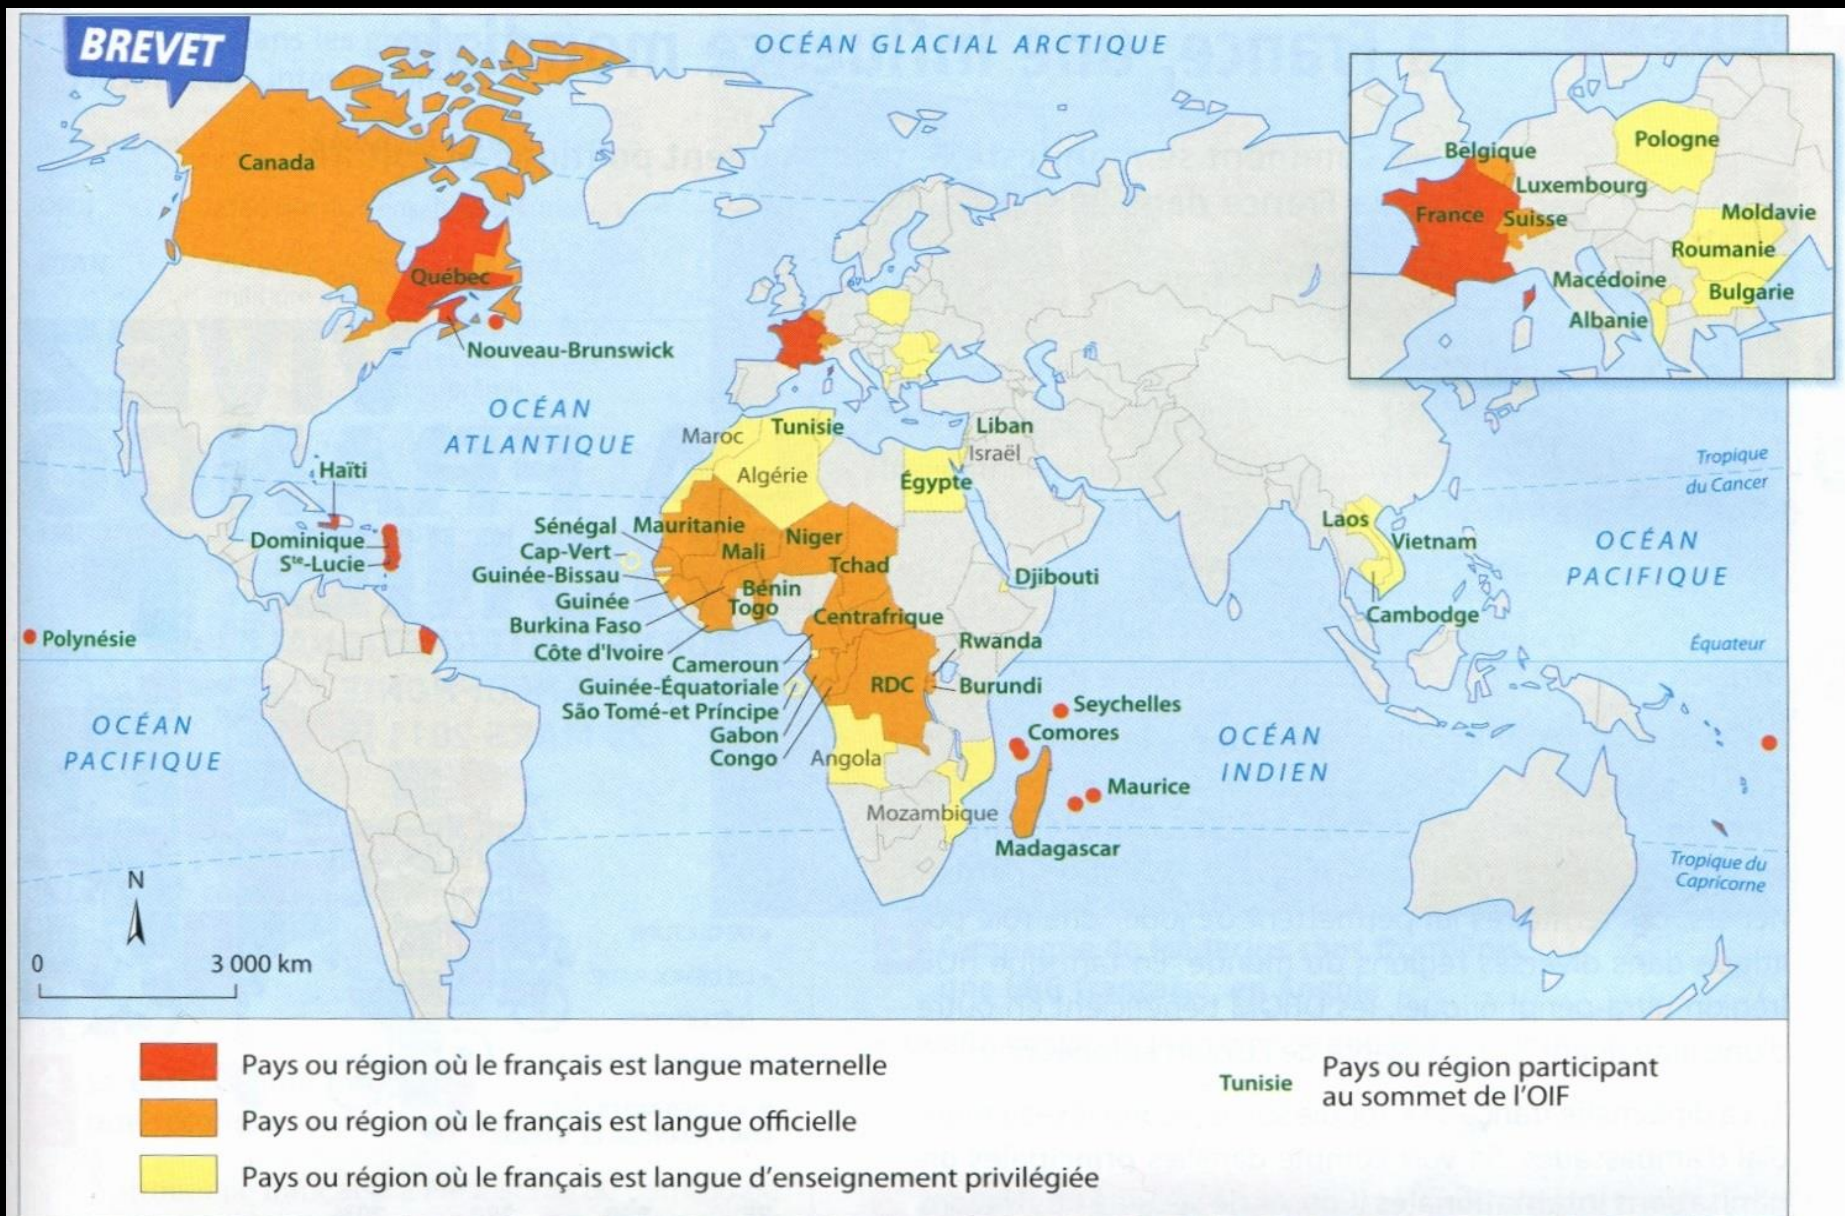 BREVET
OCÉAN GLACIAL ARCTIQUE
Canada
Québec
Nouveau-Brunswick
OCÉAN
ATLANTIQUE
Haïti
Dominique
Ste-Lucie
Polynésie
OCÉAN
PACIFIQUE
Maroc
Tunisie
Algérie
Liban
Israël
Égypte
Sénégal
Mauritanie
Cap-Vert
Mali
Niger
Tchad
Guinée-Bissau
Guinée
Bénin
Togo
Burkina Faso
Côte d'Ivoire
Centrafrique
Cameroun
Guinée-Équatoriale
São Tomé-et Príncipe
Gabon
Congo
RDC
Rwanda
Burundi
Djibouti
Angola
Mozambique
Seychelles
Comores
Maurice
Madagascar
OCÉAN
INDIEN
Laos
Vietnam
Cambodge
OCÉAN
PACIFIQUE
Tropique
du Cancer
Équateur
Tropique du
Capricorne
Belgique
Pologne
Luxembourg
France
Suisse
Moldavie
Roumanie
Macédoine
Bulgarie
Albanie
N
0
3 000 km
Pays ou région où le français est langue maternelle
Pays ou région où le français est langue officielle
Pays ou région où le français est langue d'enseignement privilégiée
Tunisie
Pays ou région participant
au sommet de l'OIF